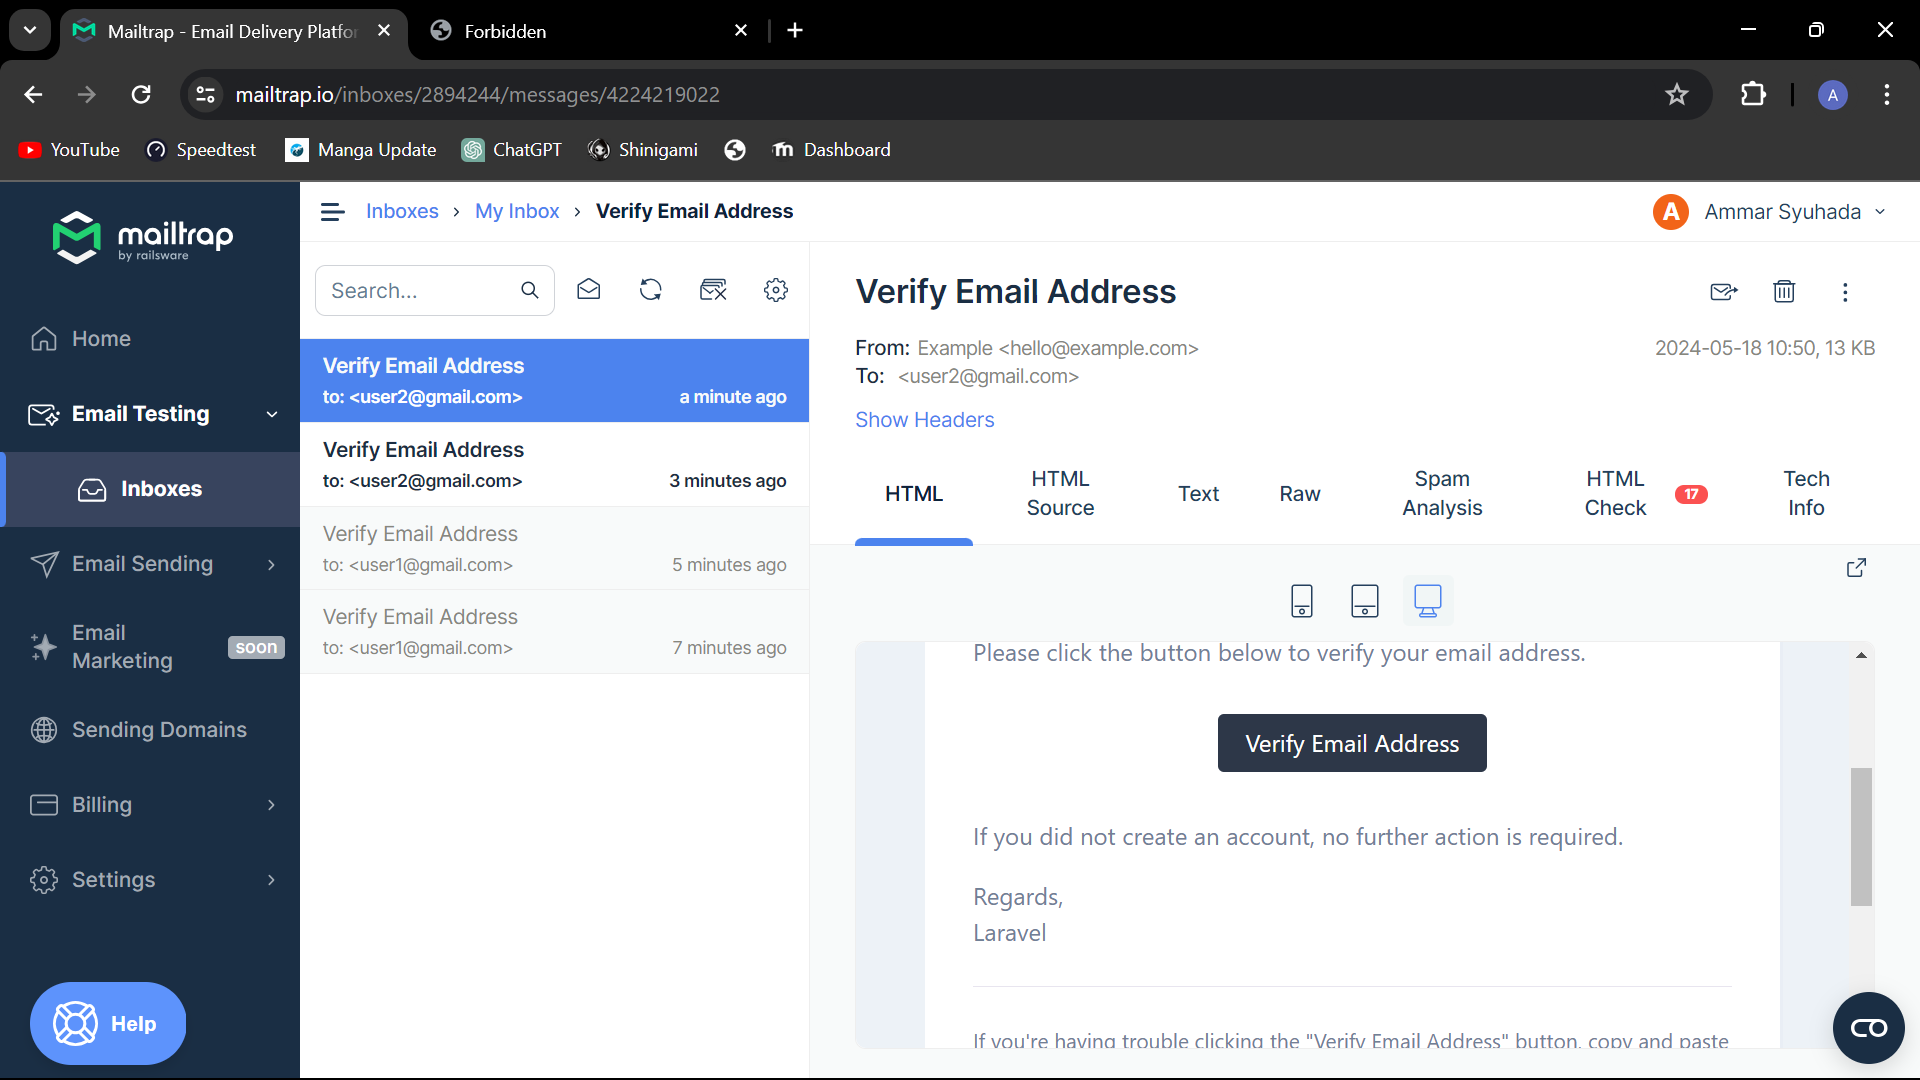 Mailtrap - Email Delivery Platfor
Forbidden
mailtrap.io/inboxes/2894244/messages/4224219022
A
YouTube
Speedtest
Manga Update
ChatGPT
Shinigami
Dashboard
mailtrap
by railsware
Home
Email Testing
Inboxes
Email Sending
Email
Marketing
soon
Sending Domains
Billing
Settings
Help
Inboxes › My Inbox › Verify Email Address
A
Ammar Syuhada
Search...
Verify Email Address
to: <user2@gmail.com> a minute ago
Verify Email Address
to: <user2@gmail.com> 3 minutes ago
Verify Email Address
to: <user1@gmail.com> 5 minutes ago
Verify Email Address
to: <user1@gmail.com> 7 minutes ago
Verify Email Address
From: Example <hello@example.com> 2024-05-18 10:50, 13 KB
To: <user2@gmail.com>
Show Headers
HTML
HTML
Source
Text
Raw
Spam
Analysis
HTML
Check
17
Tech
Info
Please click the button below to verify your email address.
Verify Email Address
If you did not create an account, no further action is required.
Regards,
Laravel
If you're having trouble clicking the "Verify Email Address" button, copy and paste